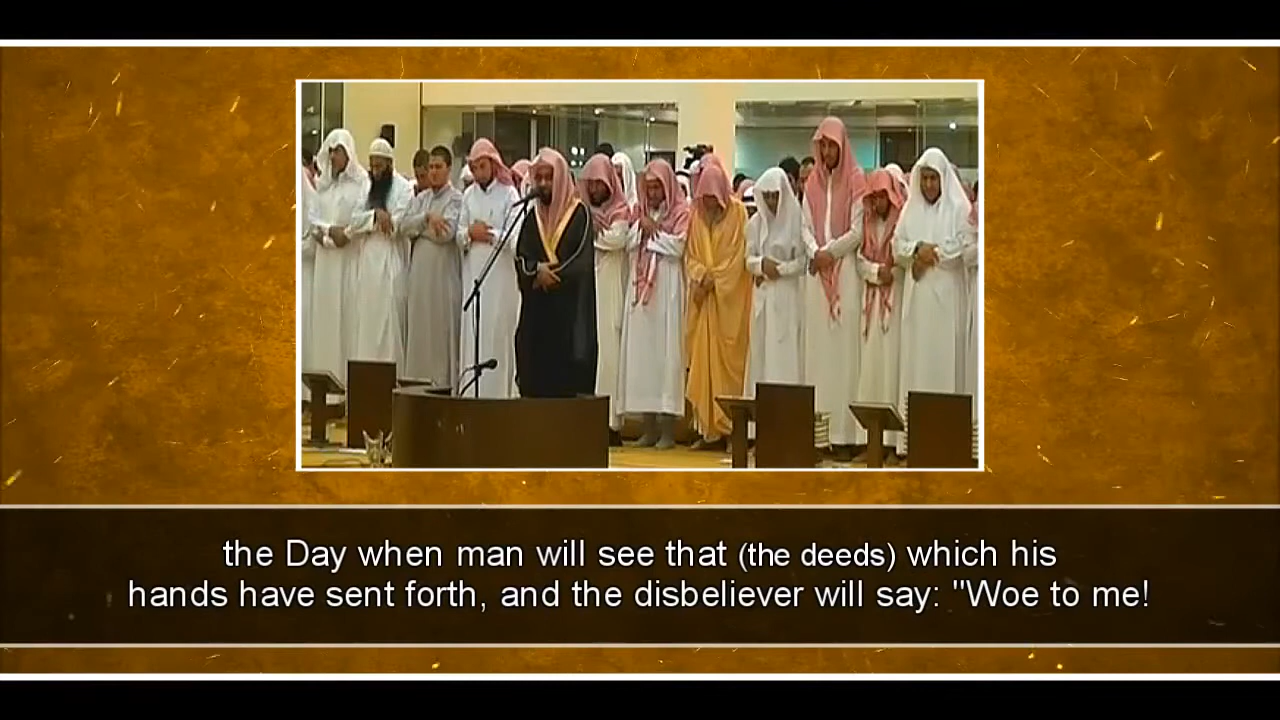 the Day when man will see that (the deeds) which his
hands have sent forth, and the disbeliever will say: "Woe to me!